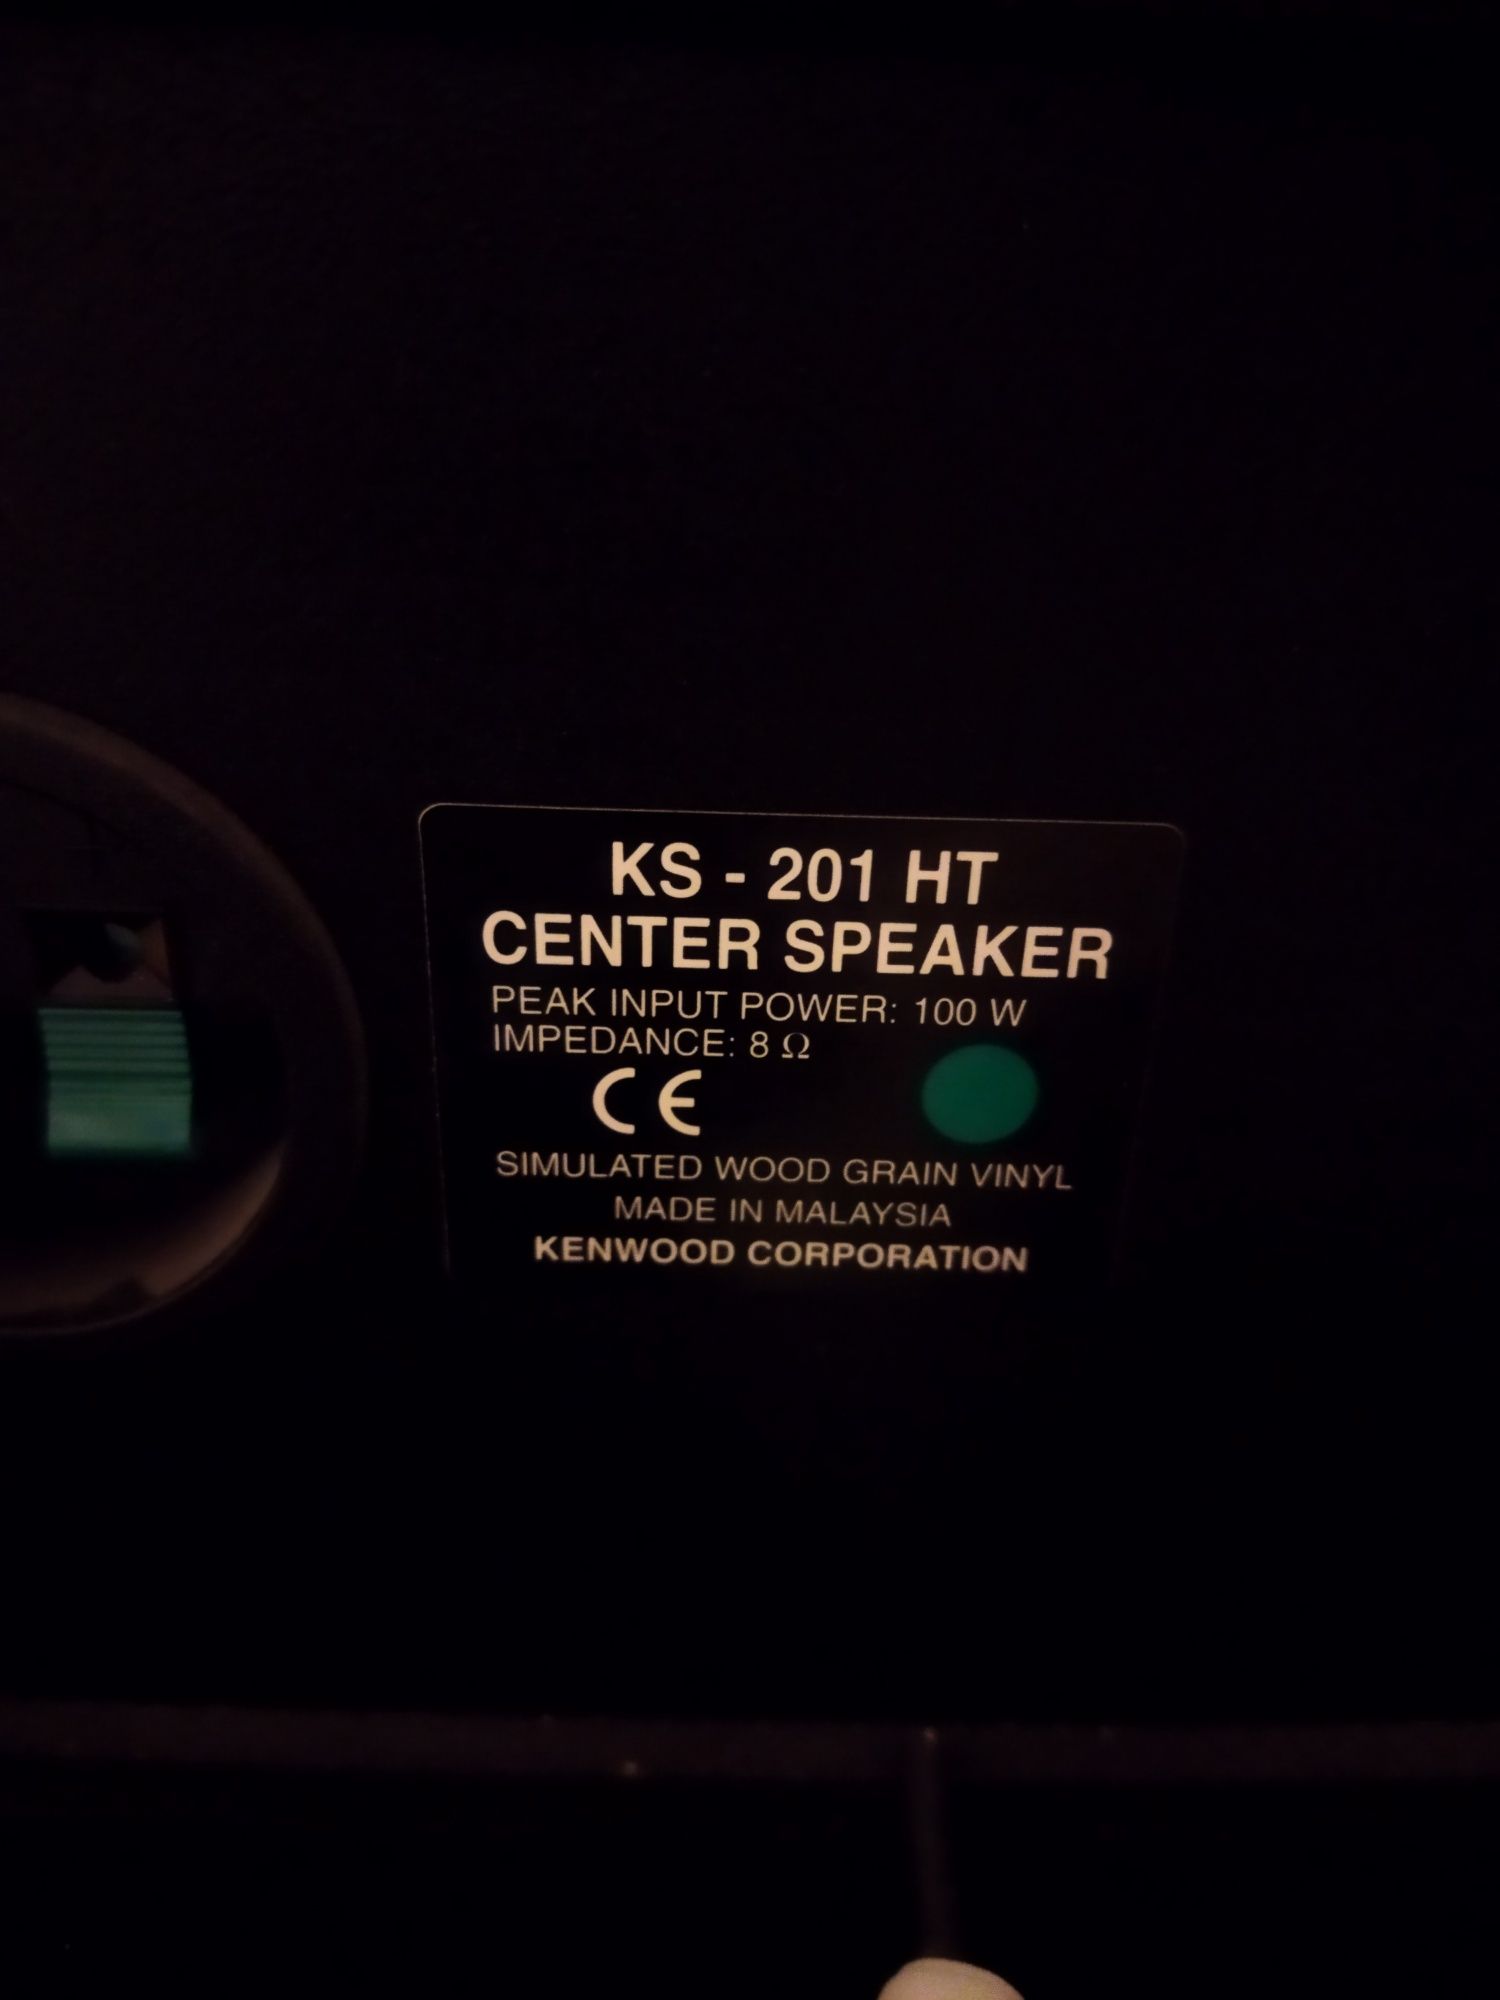 KS - 201 HT
CENTER SPEAKER
PEAK INPUT POWER: 100 W
IMPEDANCE: 8 Ω
CE
SIMULATED WOOD GRAIN VINYL
MADE IN MALAYSIA
KENWOOD CORPORATION